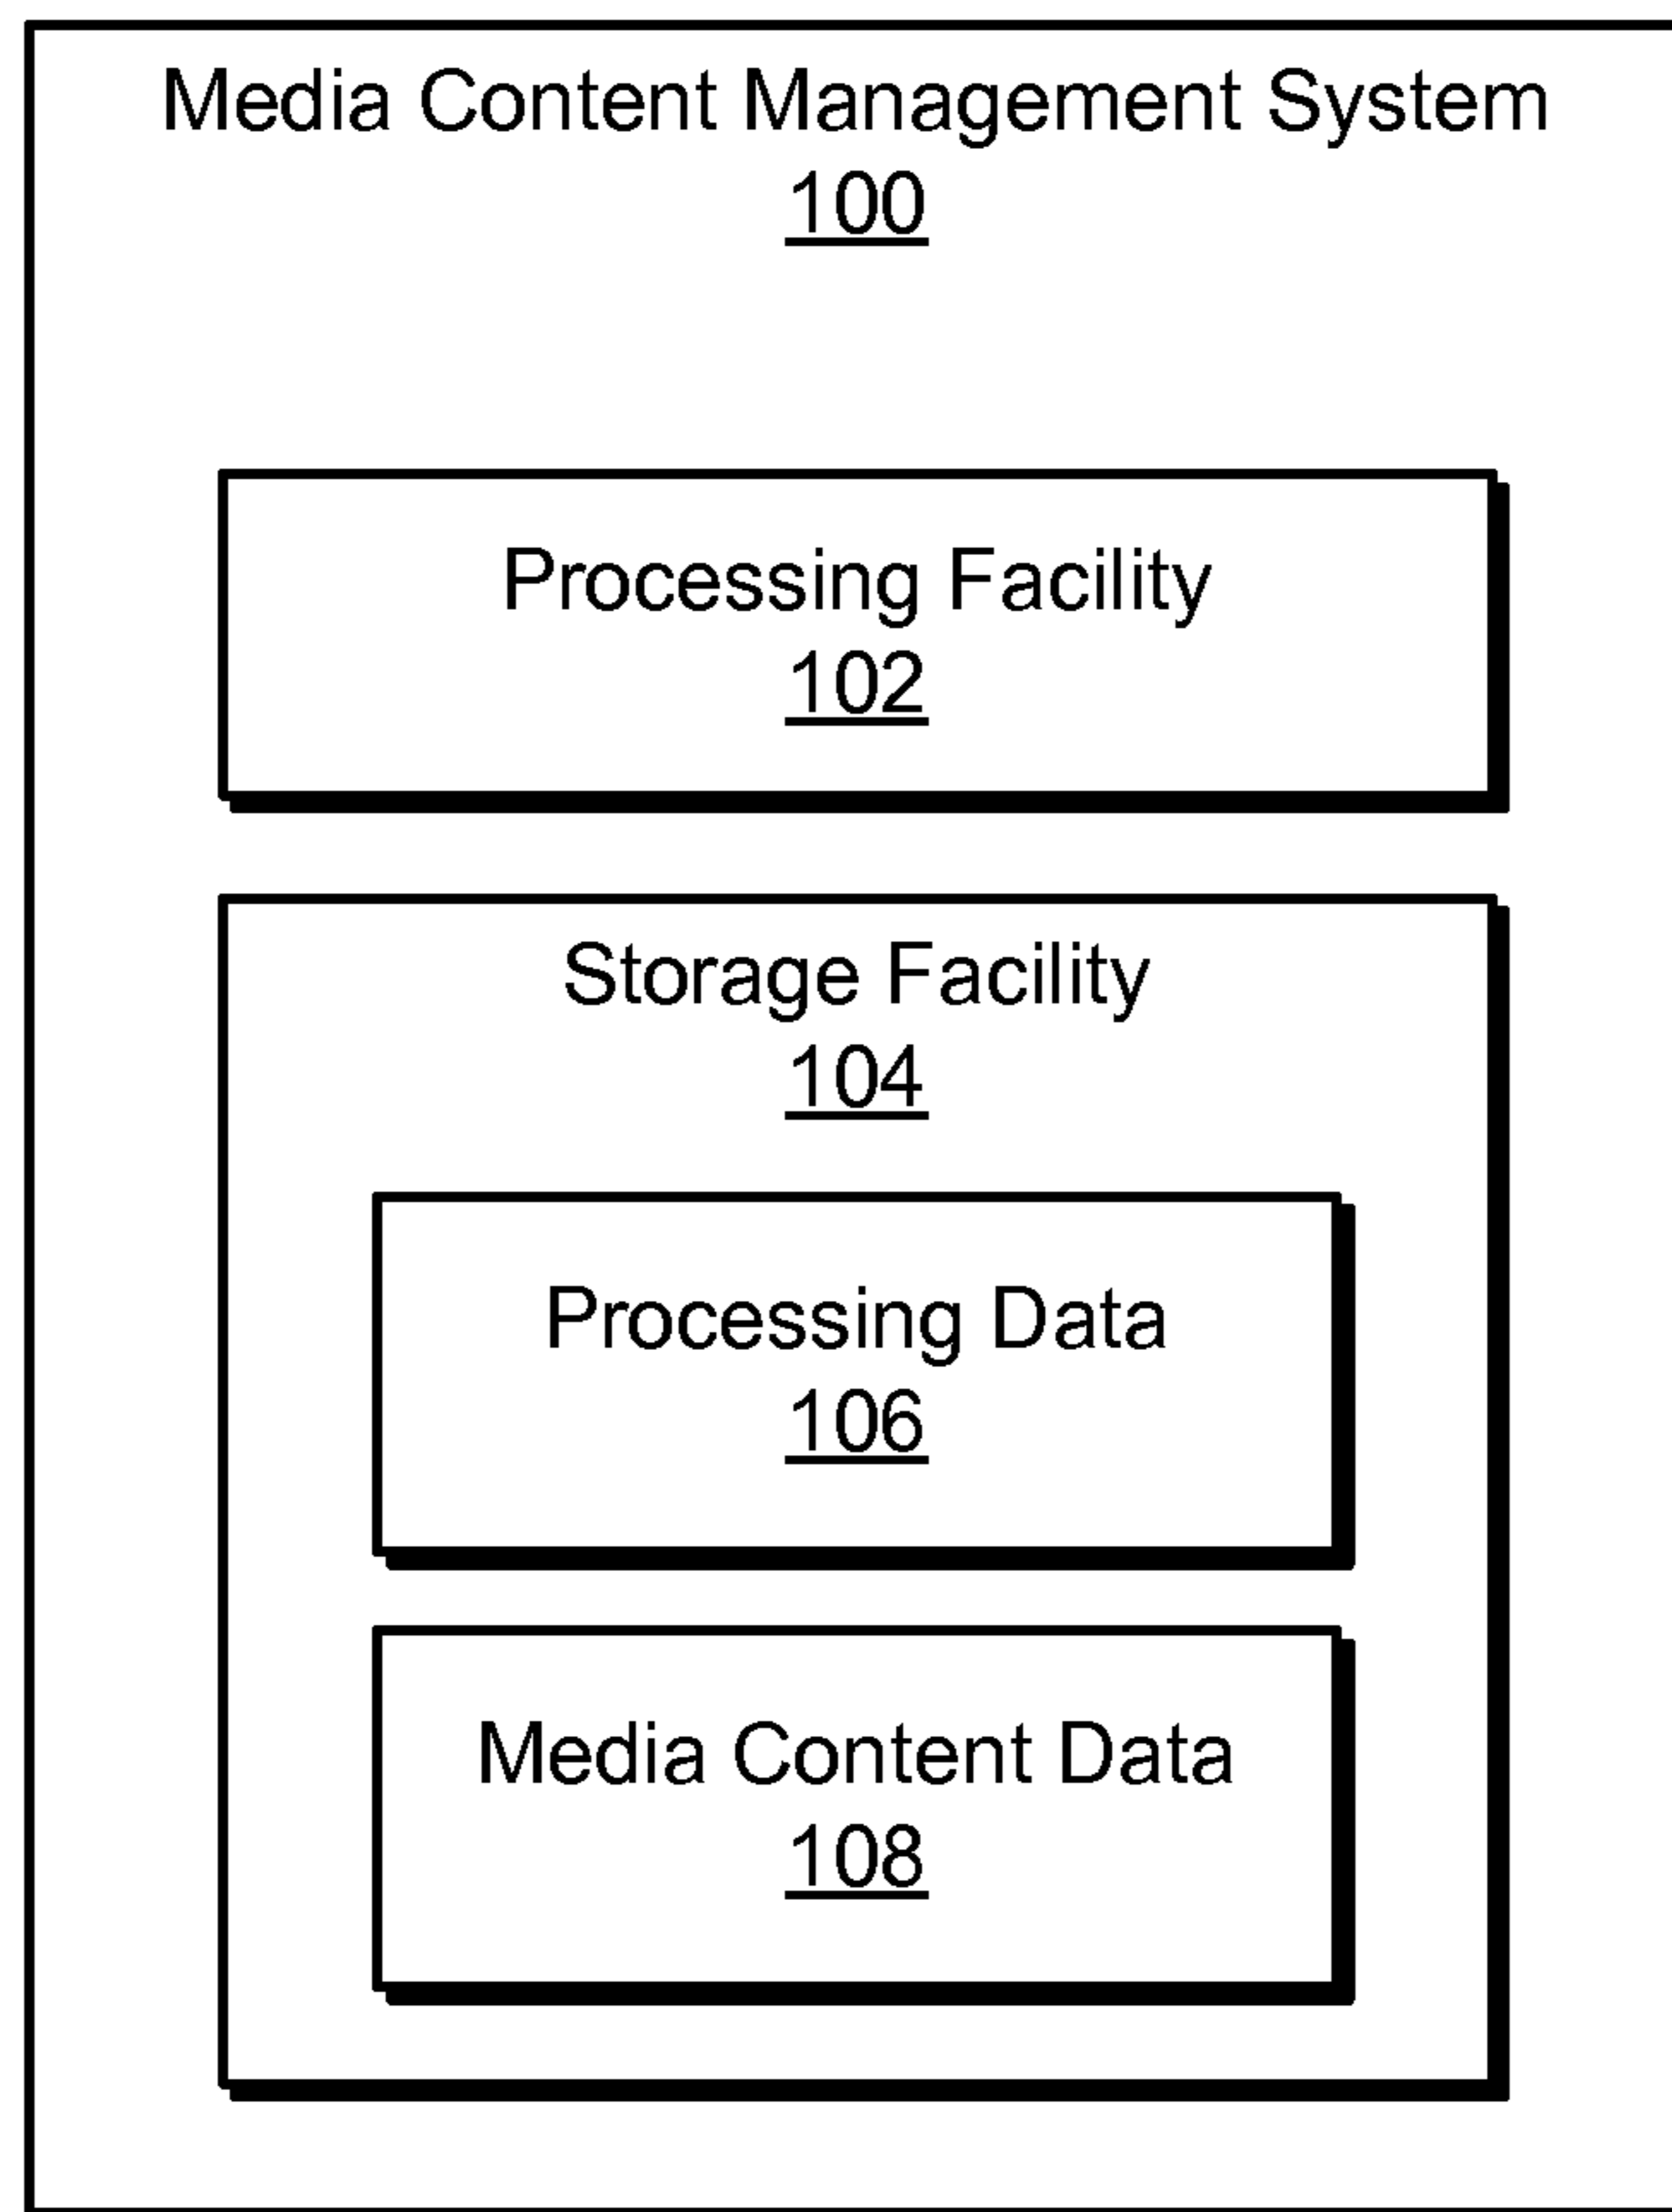 Media Content Management System
100
Processing Facility
102
Storage Facility
104
Processing Data
106
Media Content Data
108